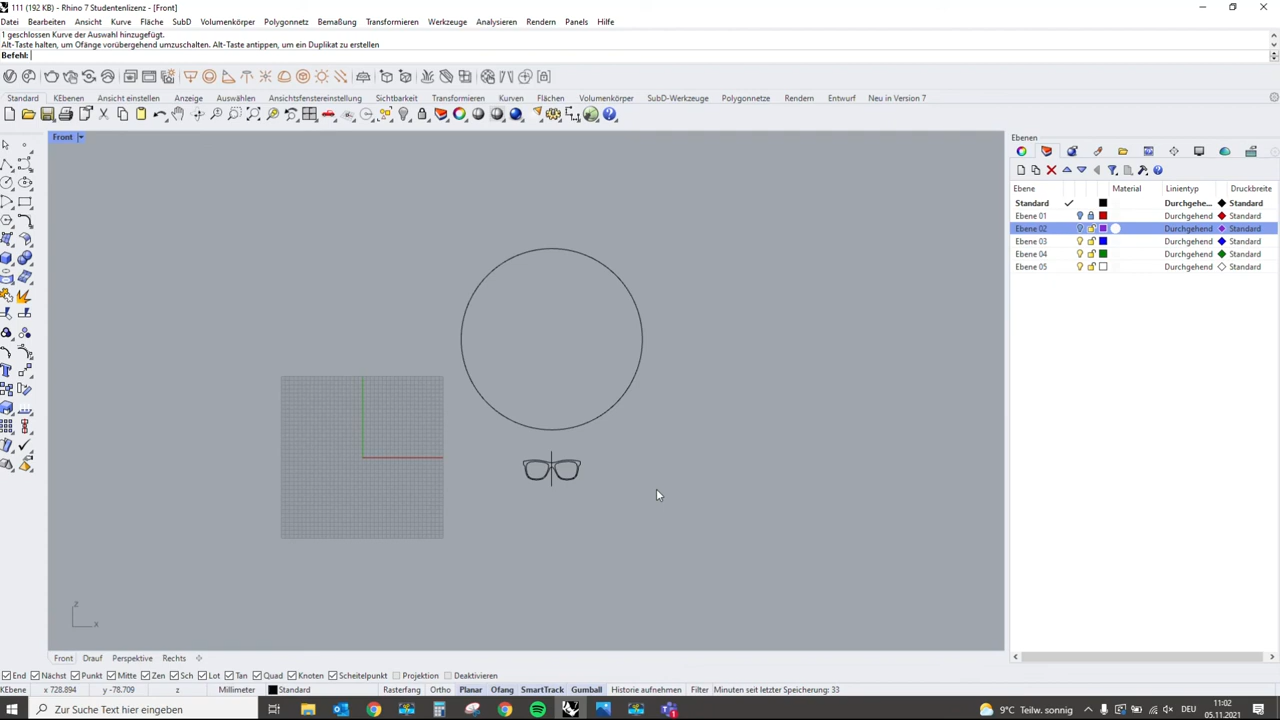 111 (192 KB) - Rhino 7 Studentenlizenz - [Front]
Datei Bearbeiten Ansicht Kurve Fläche SubD Volumenkörper Polygonnetz Bemaßung Transformieren Werkzeuge Analysieren Rendern Panels Hilfe
1 geschlossen Kurve der Auswahl hinzugefügt.
Alt-Taste halten, um Ofänge vorübergehend umzuschalten. Alt-Taste antippen, um ein Duplikat zu erstellen
Befehl:
Standard KEbenen Ansicht einstellen Anzeige Auswählen Ansichtsfenstereinstellung Sichtbarkeit Transformieren Kurven Flächen Volumenkörper SubD-Werkzeuge Polygonnetze Rendern Entwurf Neu in Version 7
Front
Ebenen
Ebene Material Linientyp Druckbreite
Standard Durchgehe... Standard
Ebene 01 Durchgehend Standard
Ebene 02 Durchgehend Standard
Ebene 03 Durchgehend Standard
Ebene 04 Durchgehend Standard
Ebene 05 Durchgehend Standard
z
x
Front Drauf Perspektive Rechts
End Nächst Punkt Mitte Zen Sch Lot Tan Quad Knoten Scheitelpunkt Projektion Deaktivieren
KEbene x 728.894 y -78.709 z Millimeter Standard Rasterfang Ortho Planar Ofang SmartTrack Gumball Historie aufnehmen Filter Minuten seit letzter Speicherung: 33
Zur Suche Text hier eingeben
9°C Teilw. sonnig
DEU
11:02
05.11.2021